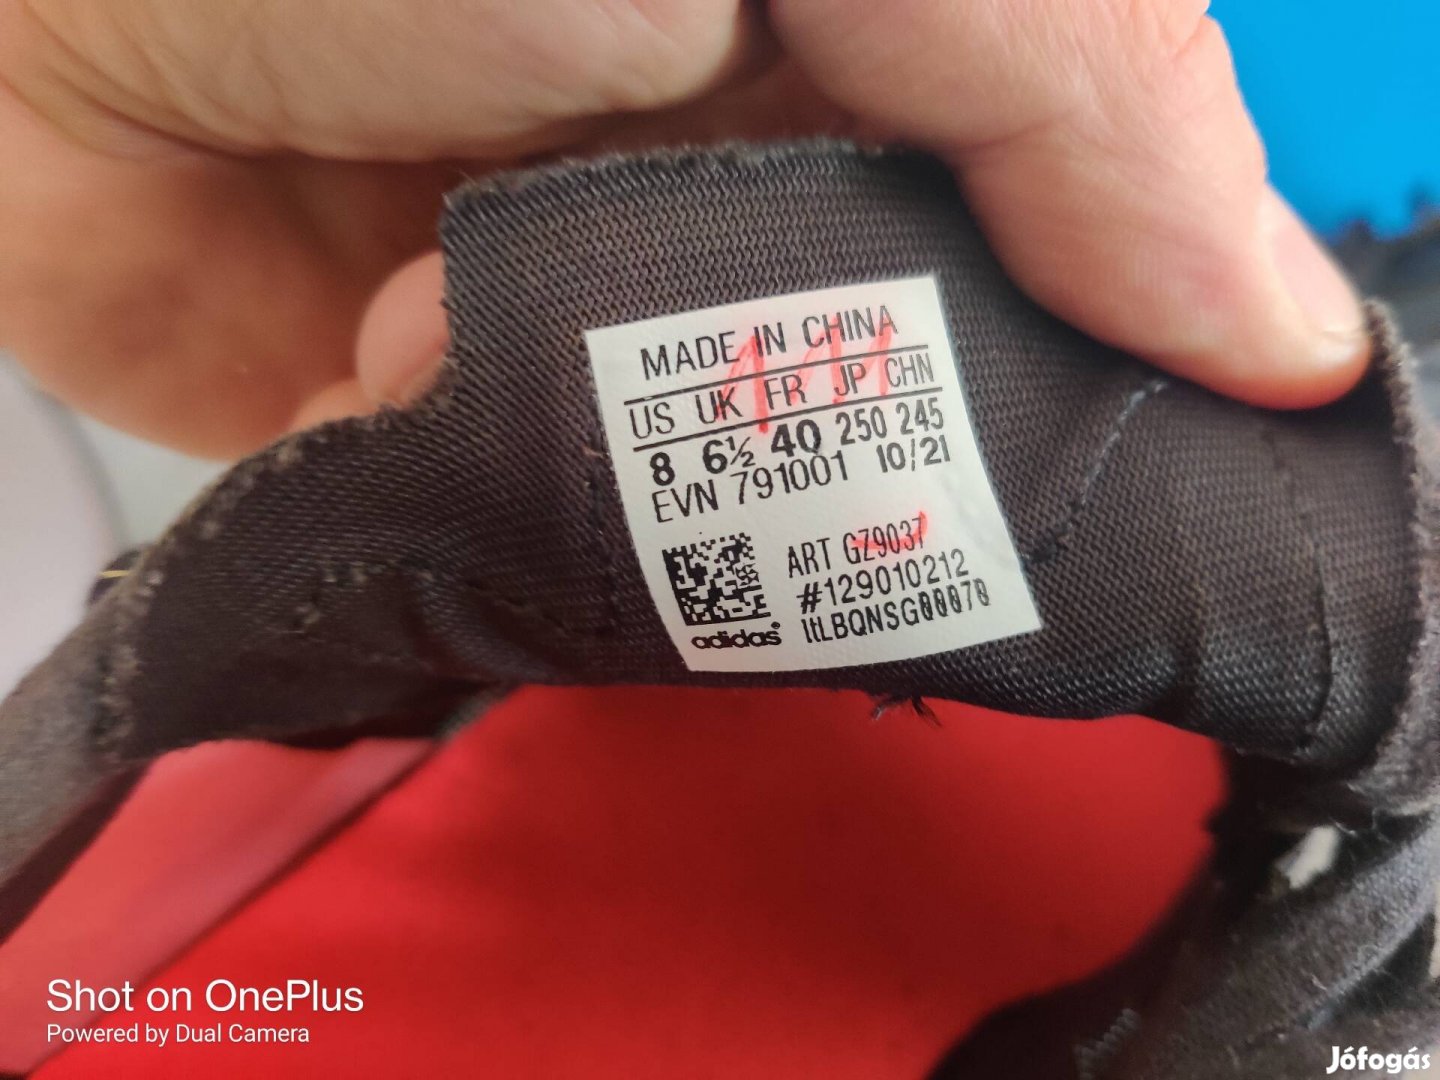 MADE IN CHINA
US UK FR JP CHN
8 6½ 40 250 245
EVN 791001 10/21
ART GZ9037
#129010212
adidas
Shot on OnePlus
Powered by Dual Camera
Jófogás